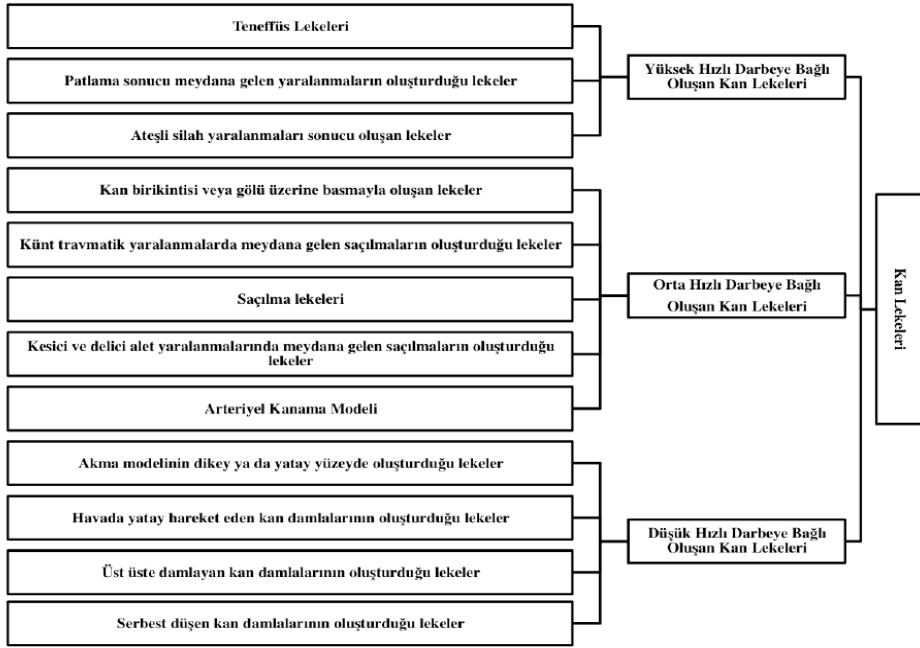 Teneffüs Lekeleri
Patlama sonucu meydana gelen yaralanmaların oluşturduğu lekeler
Ateşli silah yaralanmaları sonucu oluşan lekeler
Yüksek Hızlı Darbeye Bağlı
Oluşan Kan Lekeleri
Kan birikintisi veya gölü üzerine basmayla oluşan lekeler
Künt travmatik yaralanmalarda meydana gelen saçılmaların oluşturduğu lekeler
Saçılma lekeleri
Kesici ve delici alet yaralanmalarında meydana gelen saçılmaların oluşturduğu
lekeler
Arteriyel Kanama Modeli
Orta Hızlı Darbeye Bağlı
Oluşan Kan Lekeleri
Akma modelinin dikey ya da yatay yüzeyde oluşturduğu lekeler
Havada yatay hareket eden kan damlalarının oluşturduğu lekeler
Üst üste damlayan kan damlalarının oluşturduğu lekeler
Serbest düşen kan damlalarının oluşturduğu lekeler
Düşük Hızlı Darbeye Bağlı
Oluşan Kan Lekeleri
Kan Lekeleri